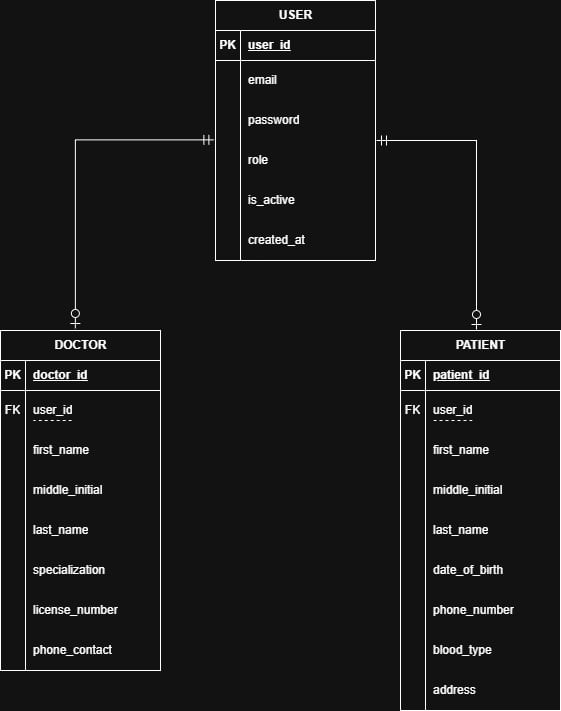 USER
PK user_id
email
password
role
is_active
created_at
DOCTOR
PK doctor_id
FK user_id
first_name
middle_initial
last_name
specialization
license_number
phone_contact
PATIENT
PK patient_id
FK user_id
first_name
middle_initial
last_name
date_of_birth
phone_number
blood_type
address